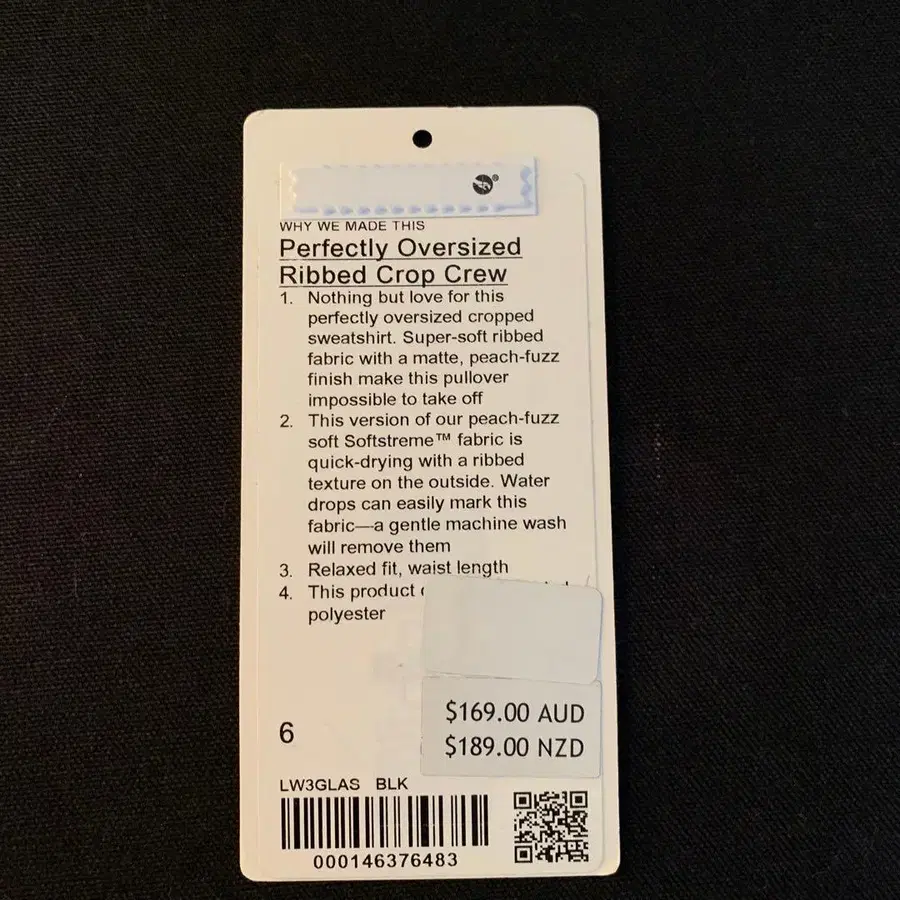 ®
WHY WE MADE THIS
Perfectly Oversized
Ribbed Crop Crew
1. Nothing but love for this
perfectly oversized cropped
sweatshirt. Super-soft ribbed
fabric with a matte, peach-fuzz
finish make this pullover
impossible to take off
2. This version of our peach-fuzz
soft Softstreme™ fabric is
quick-drying with a ribbed
texture on the outside. Water
drops can easily mark this
fabric—a gentle machine wash
will remove them
3. Relaxed fit, waist length
4. This product
polyester
$169.00 AUD
$189.00 NZD
6
LW3GLAS BLK
000146376483